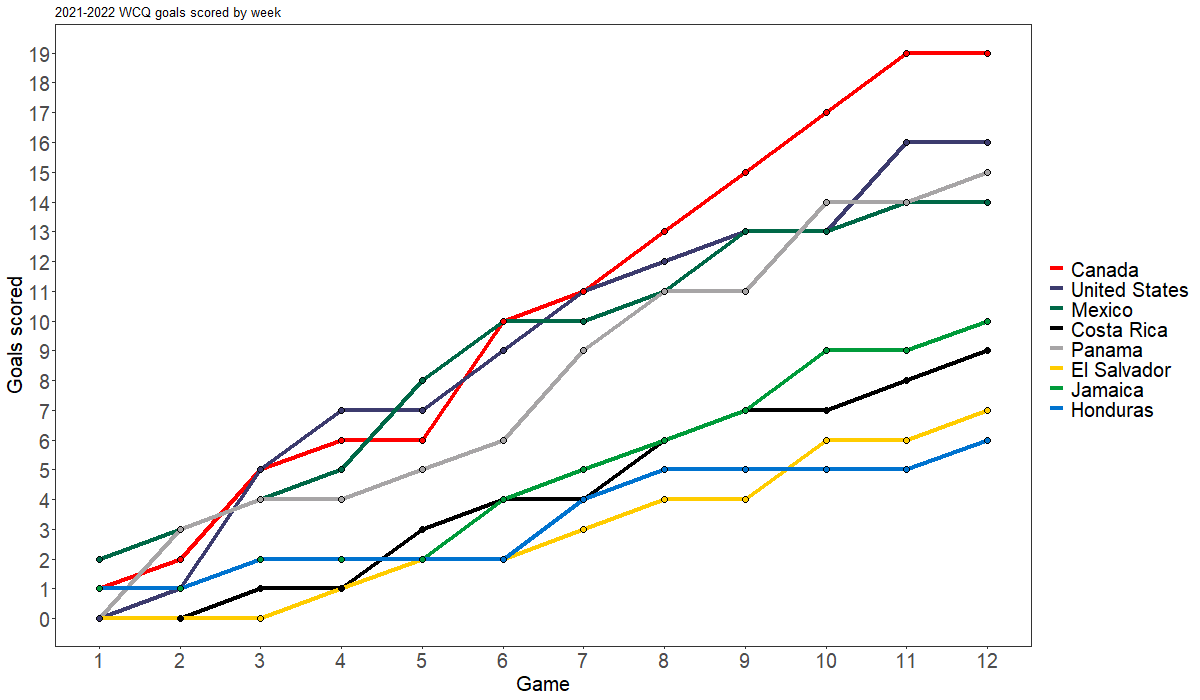 2021-2022 WCQ goals scored by week
19
18
17
16
15
14
13
12
11
10
9
8
7
6
5
4
3
2
1
0
Goals scored
1 2 3 4 5 6 7 8 9 10 11 12
Game
Canada
United States
Mexico
Costa Rica
Panama
El Salvador
Jamaica
Honduras